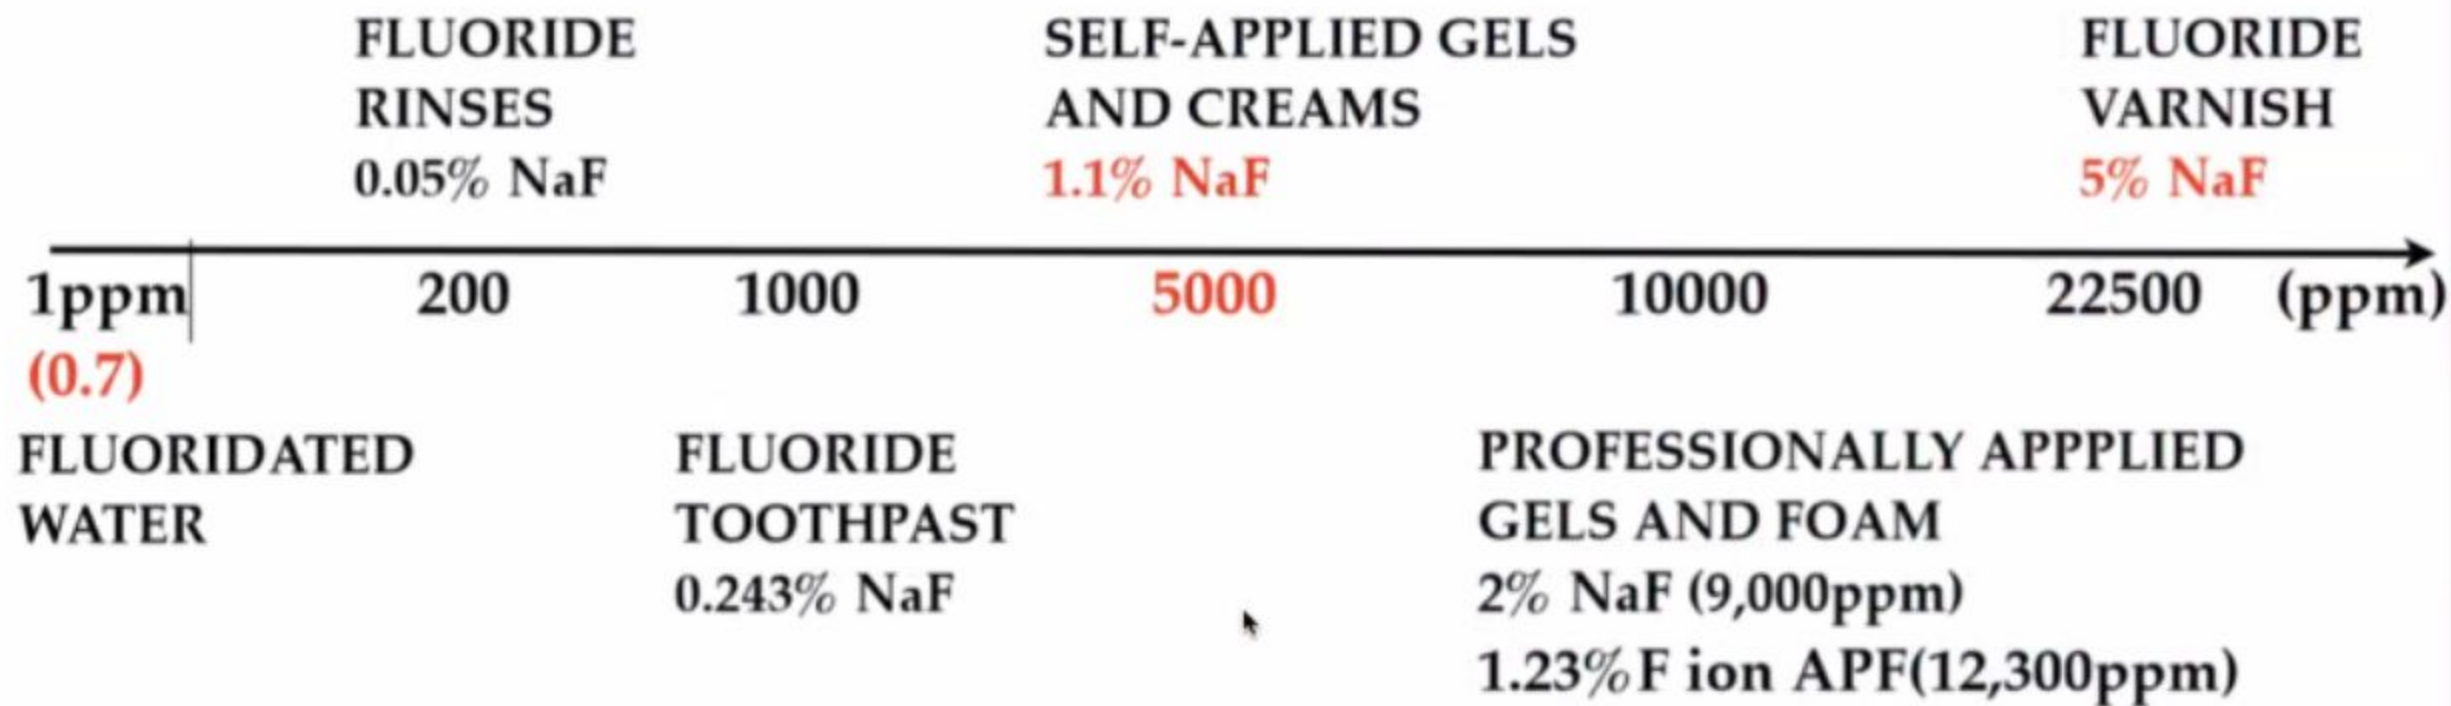 FLUORIDE
RINSES
0.05% NaF
SELF-APPLIED GELS
AND CREAMS
1.1% NaF
FLUORIDE
VARNISH
5% NaF
1ppm 200 1000 5000 10000 22500 (ppm)
(0.7)
FLUORIDATED
WATER
FLUORIDE
TOOTHPAST
0.243% NaF
PROFESSIONALLY APPPLIED
GELS AND FOAM
2% NaF (9,000ppm)
1.23%F ion APF(12,300ppm)